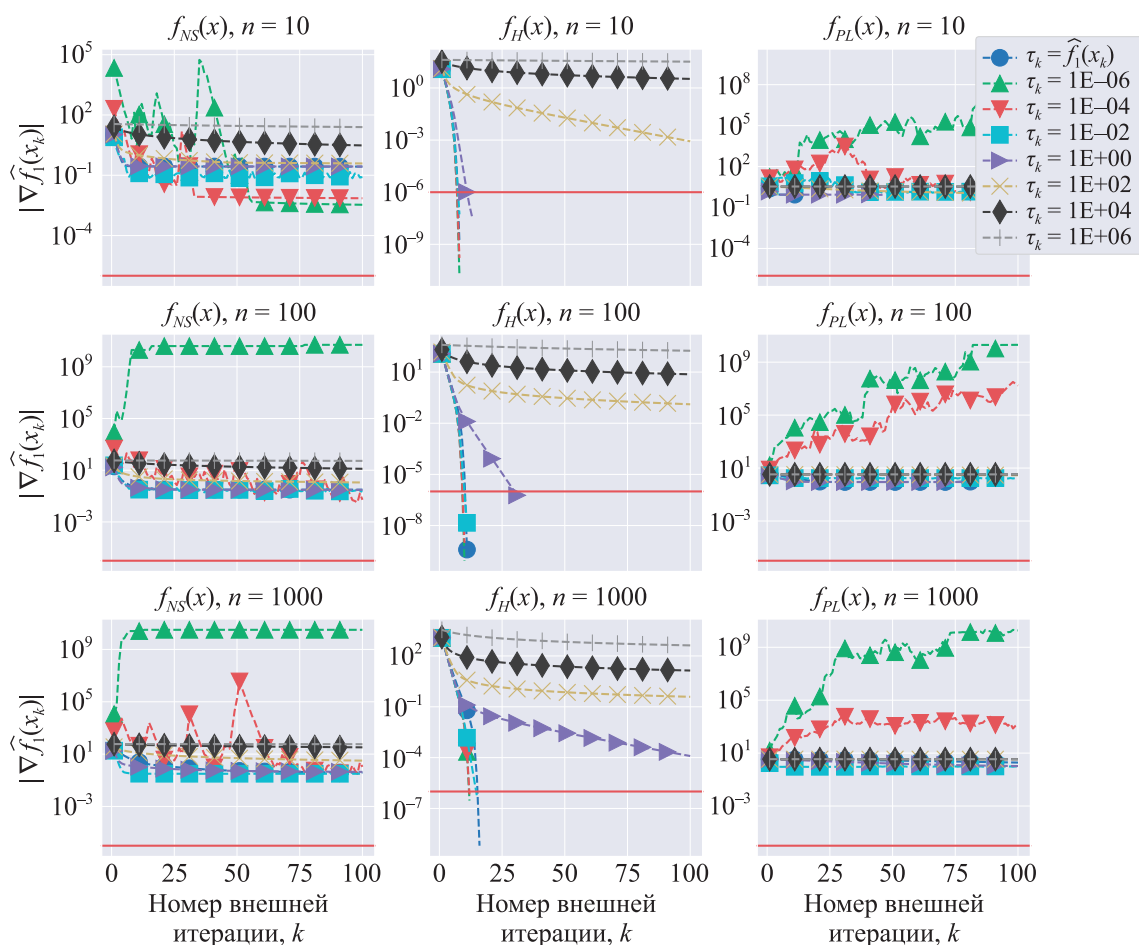 f_NS(x), n = 10
f_H(x), n = 10
f_PL(x), n = 10
10^5
10^2
10^−1
10^−4
|∇f̂_1(x_k)|
10^0
10^−3
10^−6
10^−9
10^8
10^5
10^2
10^−1
10^−4
τ_k = f̂_1(x_k)
τ_k = 1E–06
τ_k = 1E–04
τ_k = 1E–02
τ_k = 1E+00
τ_k = 1E+02
τ_k = 1E+04
τ_k = 1E+06
f_NS(x), n = 100
f_H(x), n = 100
f_PL(x), n = 100
10^9
10^5
10^1
10^−3
|∇f̂_1(x_k)|
10^1
10^−2
10^−5
10^−8
10^9
10^5
10^1
10^−3
f_NS(x), n = 1000
f_H(x), n = 1000
f_PL(x), n = 1000
10^9
10^5
10^1
10^−3
|∇f̂_1(x_k)|
10^2
10^−1
10^−4
10^−7
10^9
10^5
10^1
10^−3
0 25 50 75 100
0 25 50 75 100
0 25 50 75 100
Номер внешней
итерации, k
Номер внешней
итерации, k
Номер внешней
итерации, k